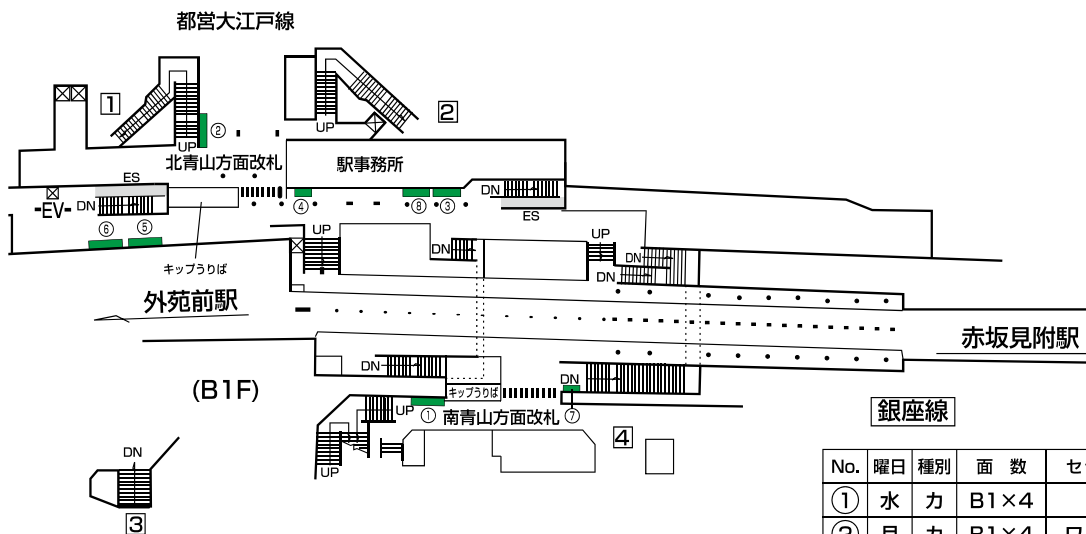 都営大江戸線
1
2
②
UP
UP
北青山方面改札
駅事務所
ES
-EV-
DN
④
⑧
③
DN
ES
⑥
⑤
UP
DN
UP
DN
DN
キップうりば
外苑前駅
赤坂見附駅
DN
DN
(B1F)
キップうりば
UP
①
南青山方面改札
⑦
銀座線
4
UP
DN
3
No. 曜日 種別 面 数
① 水 カ B1×4